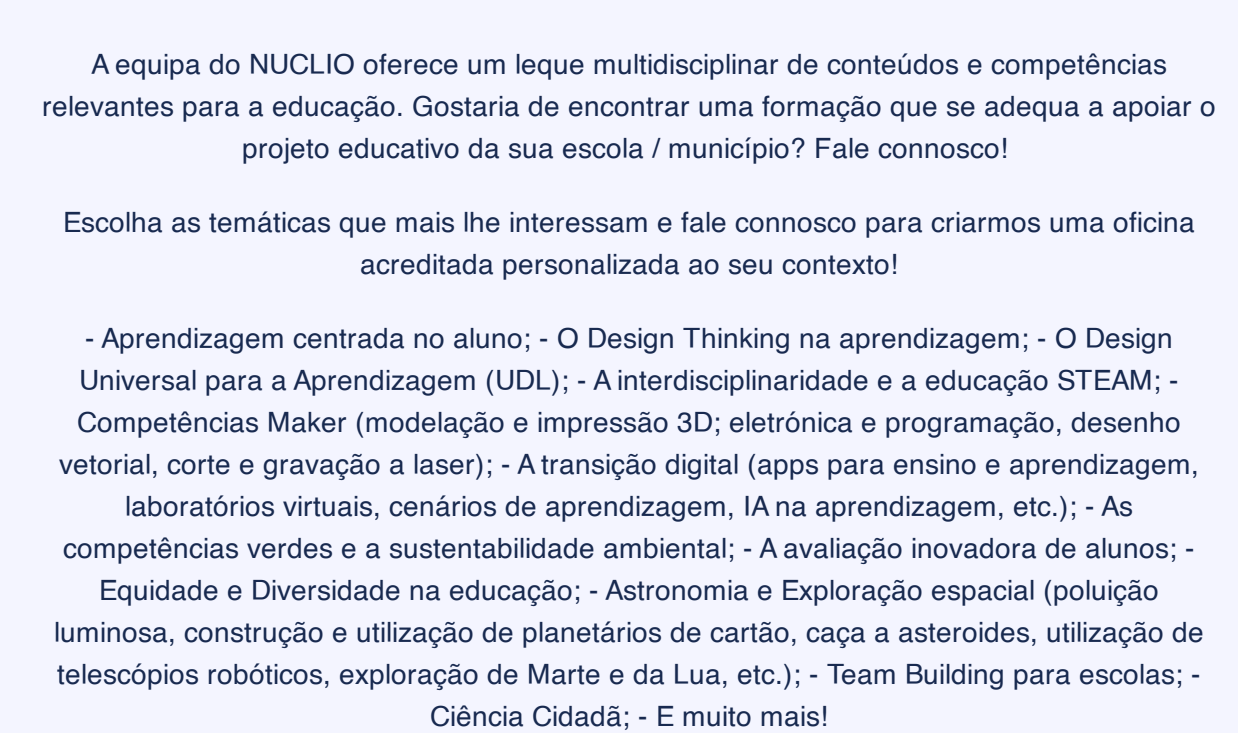 A equipa do NUCLIO oferece um leque multidisciplinar de conteúdos e competências
relevantes para a educação. Gostaria de encontrar uma formação que se adequa a apoiar o
projeto educativo da sua escola / município? Fale connosco!
Escolha as temáticas que mais lhe interessam e fale connosco para criarmos uma oficina
acreditada personalizada ao seu contexto!
- Aprendizagem centrada no aluno; - O Design Thinking na aprendizagem; - O Design
Universal para a Aprendizagem (UDL); - A interdisciplinaridade e a educação STEAM; -
Competências Maker (modelação e impressão 3D; eletrónica e programação, desenho
vetorial, corte e gravação a laser); - A transição digital (apps para ensino e aprendizagem,
laboratórios virtuais, cenários de aprendizagem, IA na aprendizagem, etc.); - As
competências verdes e a sustentabilidade ambiental; - A avaliação inovadora de alunos; -
Equidade e Diversidade na educação; - Astronomia e Exploração espacial (poluição
luminosa, construção e utilização de planetários de cartão, caça a asteroides, utilização de
telescópios robóticos, exploração de Marte e da Lua, etc.); - Team Building para escolas; -
Ciência Cidadã; - E muito mais!